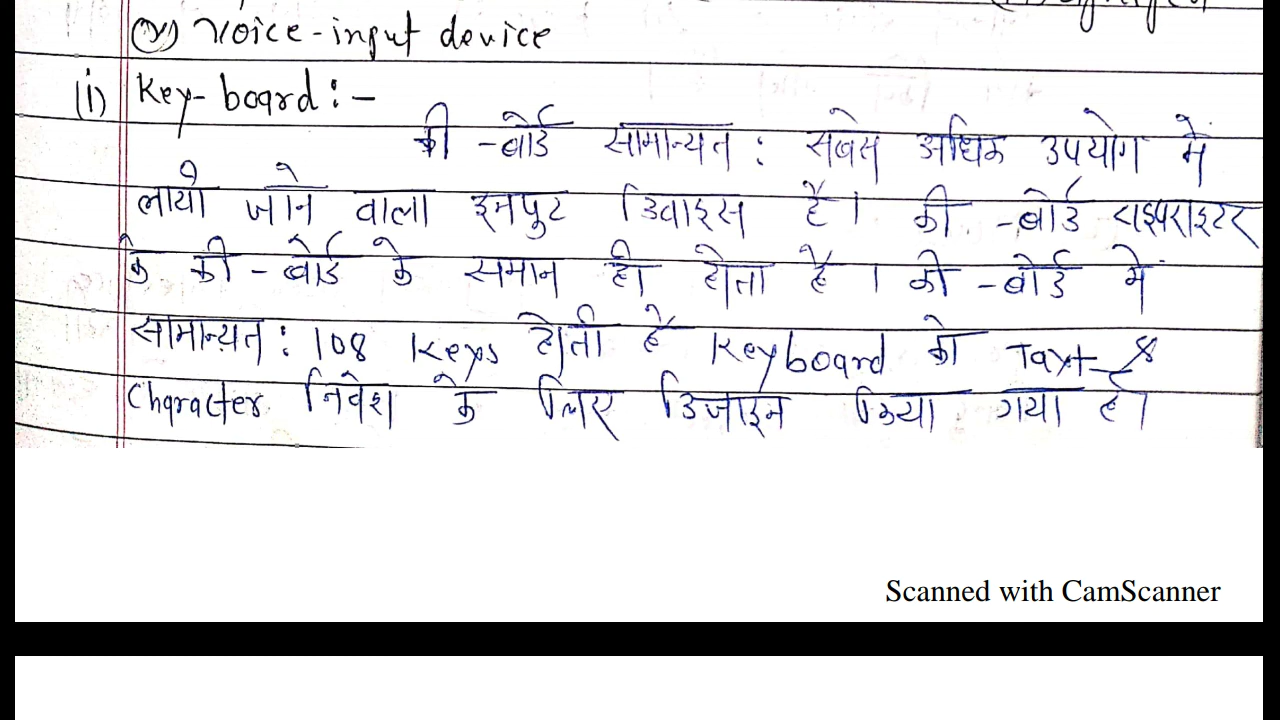 (v) Voice-input device
(i) Key-board :-
की -बोर्ड सामान्यत: सबसे अधिक उपयोग में
लायी जाने वाला इनपुट डिवाइस है। की -बोर्ड टाइपराइटर
के की - बोर्ड के समान ही होता है । की -बोर्ड में
सामान्यत: 108 Keys होती है Keyboard को Taxt &
Character निवेश के लिए डिजाइन किया गया है।
Scanned with CamScanner